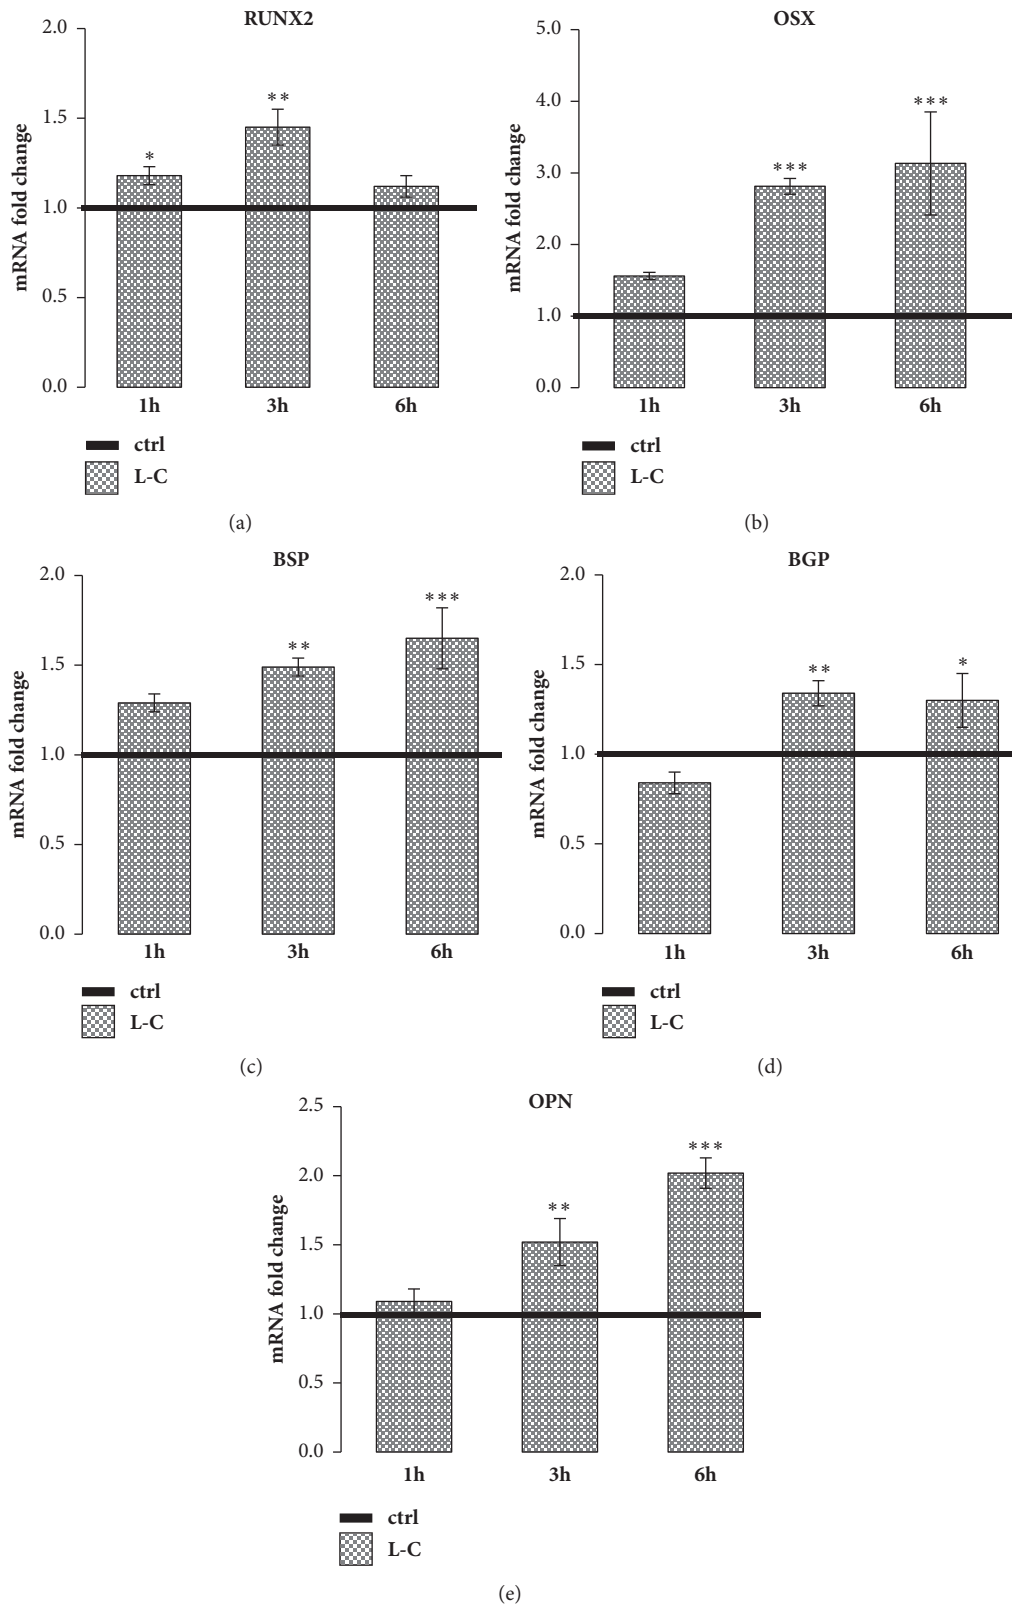 RUNX2
2.0
1.5
1.0
0.5
0.0
mRNA fold change
*
**
1h 3h 6h
ctrl
L-C
(a)
OSX
5.0
4.0
3.0
2.0
1.0
0.0
mRNA fold change
***
***
1h 3h 6h
ctrl
L-C
(b)
BSP
2.0
1.5
1.0
0.5
0.0
mRNA fold change
**
***
1h 3h 6h
ctrl
L-C
(c)
BGP
2.0
1.5
1.0
0.5
0.0
mRNA fold change
**
*
1h 3h 6h
ctrl
L-C
(d)
OPN
2.5
2.0
1.5
1.0
0.5
0.0
mRNA fold change
**
***
1h 3h 6h
ctrl
L-C
(e)